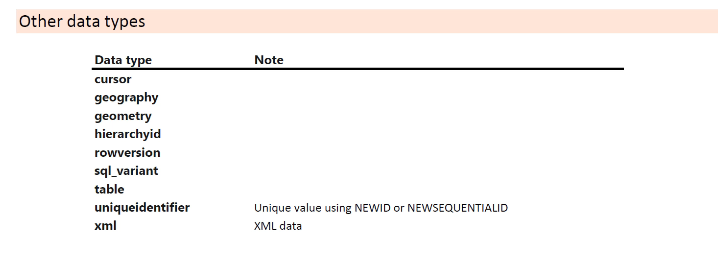 Other data types
Data type Note
cursor
geography
geometry
hierarchyid
rowversion
sql_variant
table
uniqueidentifier Unique value using NEWID or NEWSEQUENTIALID
xml XML data